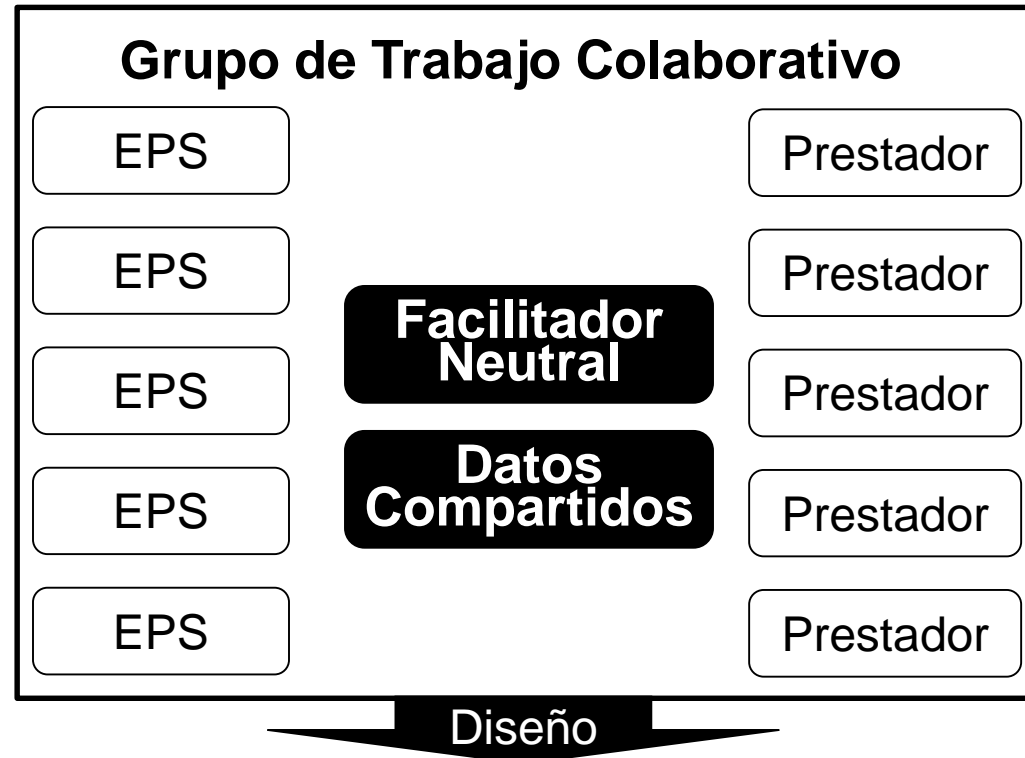 Grupo de Trabajo Colaborativo
EPS
Prestador
EPS
Prestador
Facilitador
Neutral
EPS
Prestador
Datos
Compartidos
EPS
Prestador
EPS
Prestador
Diseño